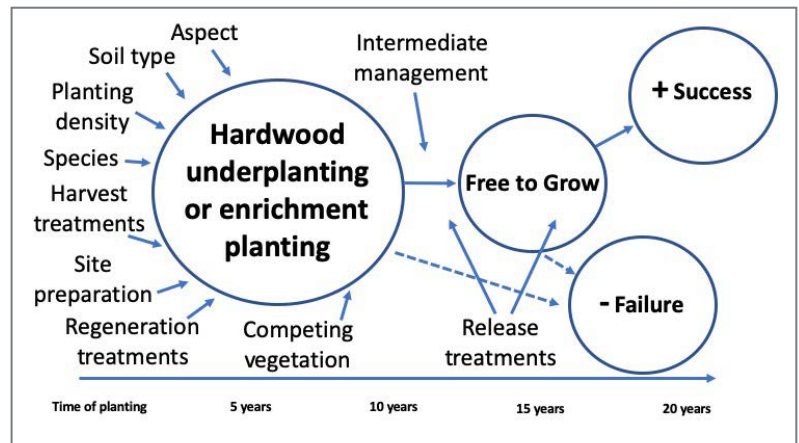 Aspect
Soil type
Planting
density
Species
Harvest
treatments
Site
preparation
Regeneration
treatments
Competing
vegetation
Hardwood
underplanting
or enrichment
planting
Intermediate
management
Free to Grow
Release
treatments
+ Success
- Failure
Time of planting
5 years
10 years
15 years
20 years